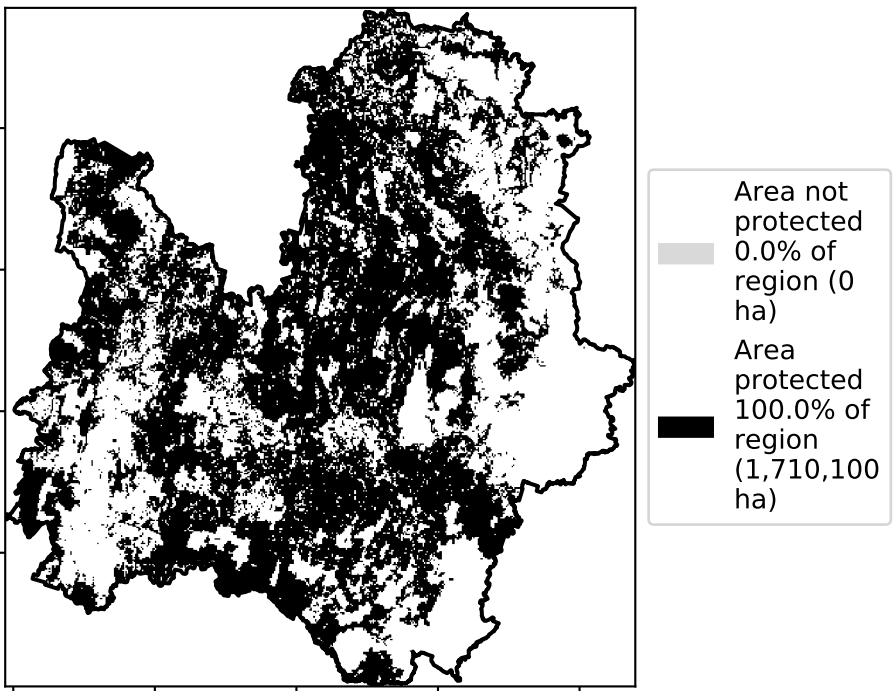 Area not
protected
0.0% of
region (0
ha)
Area
protected
100.0% of
region
(1,710,100
ha)